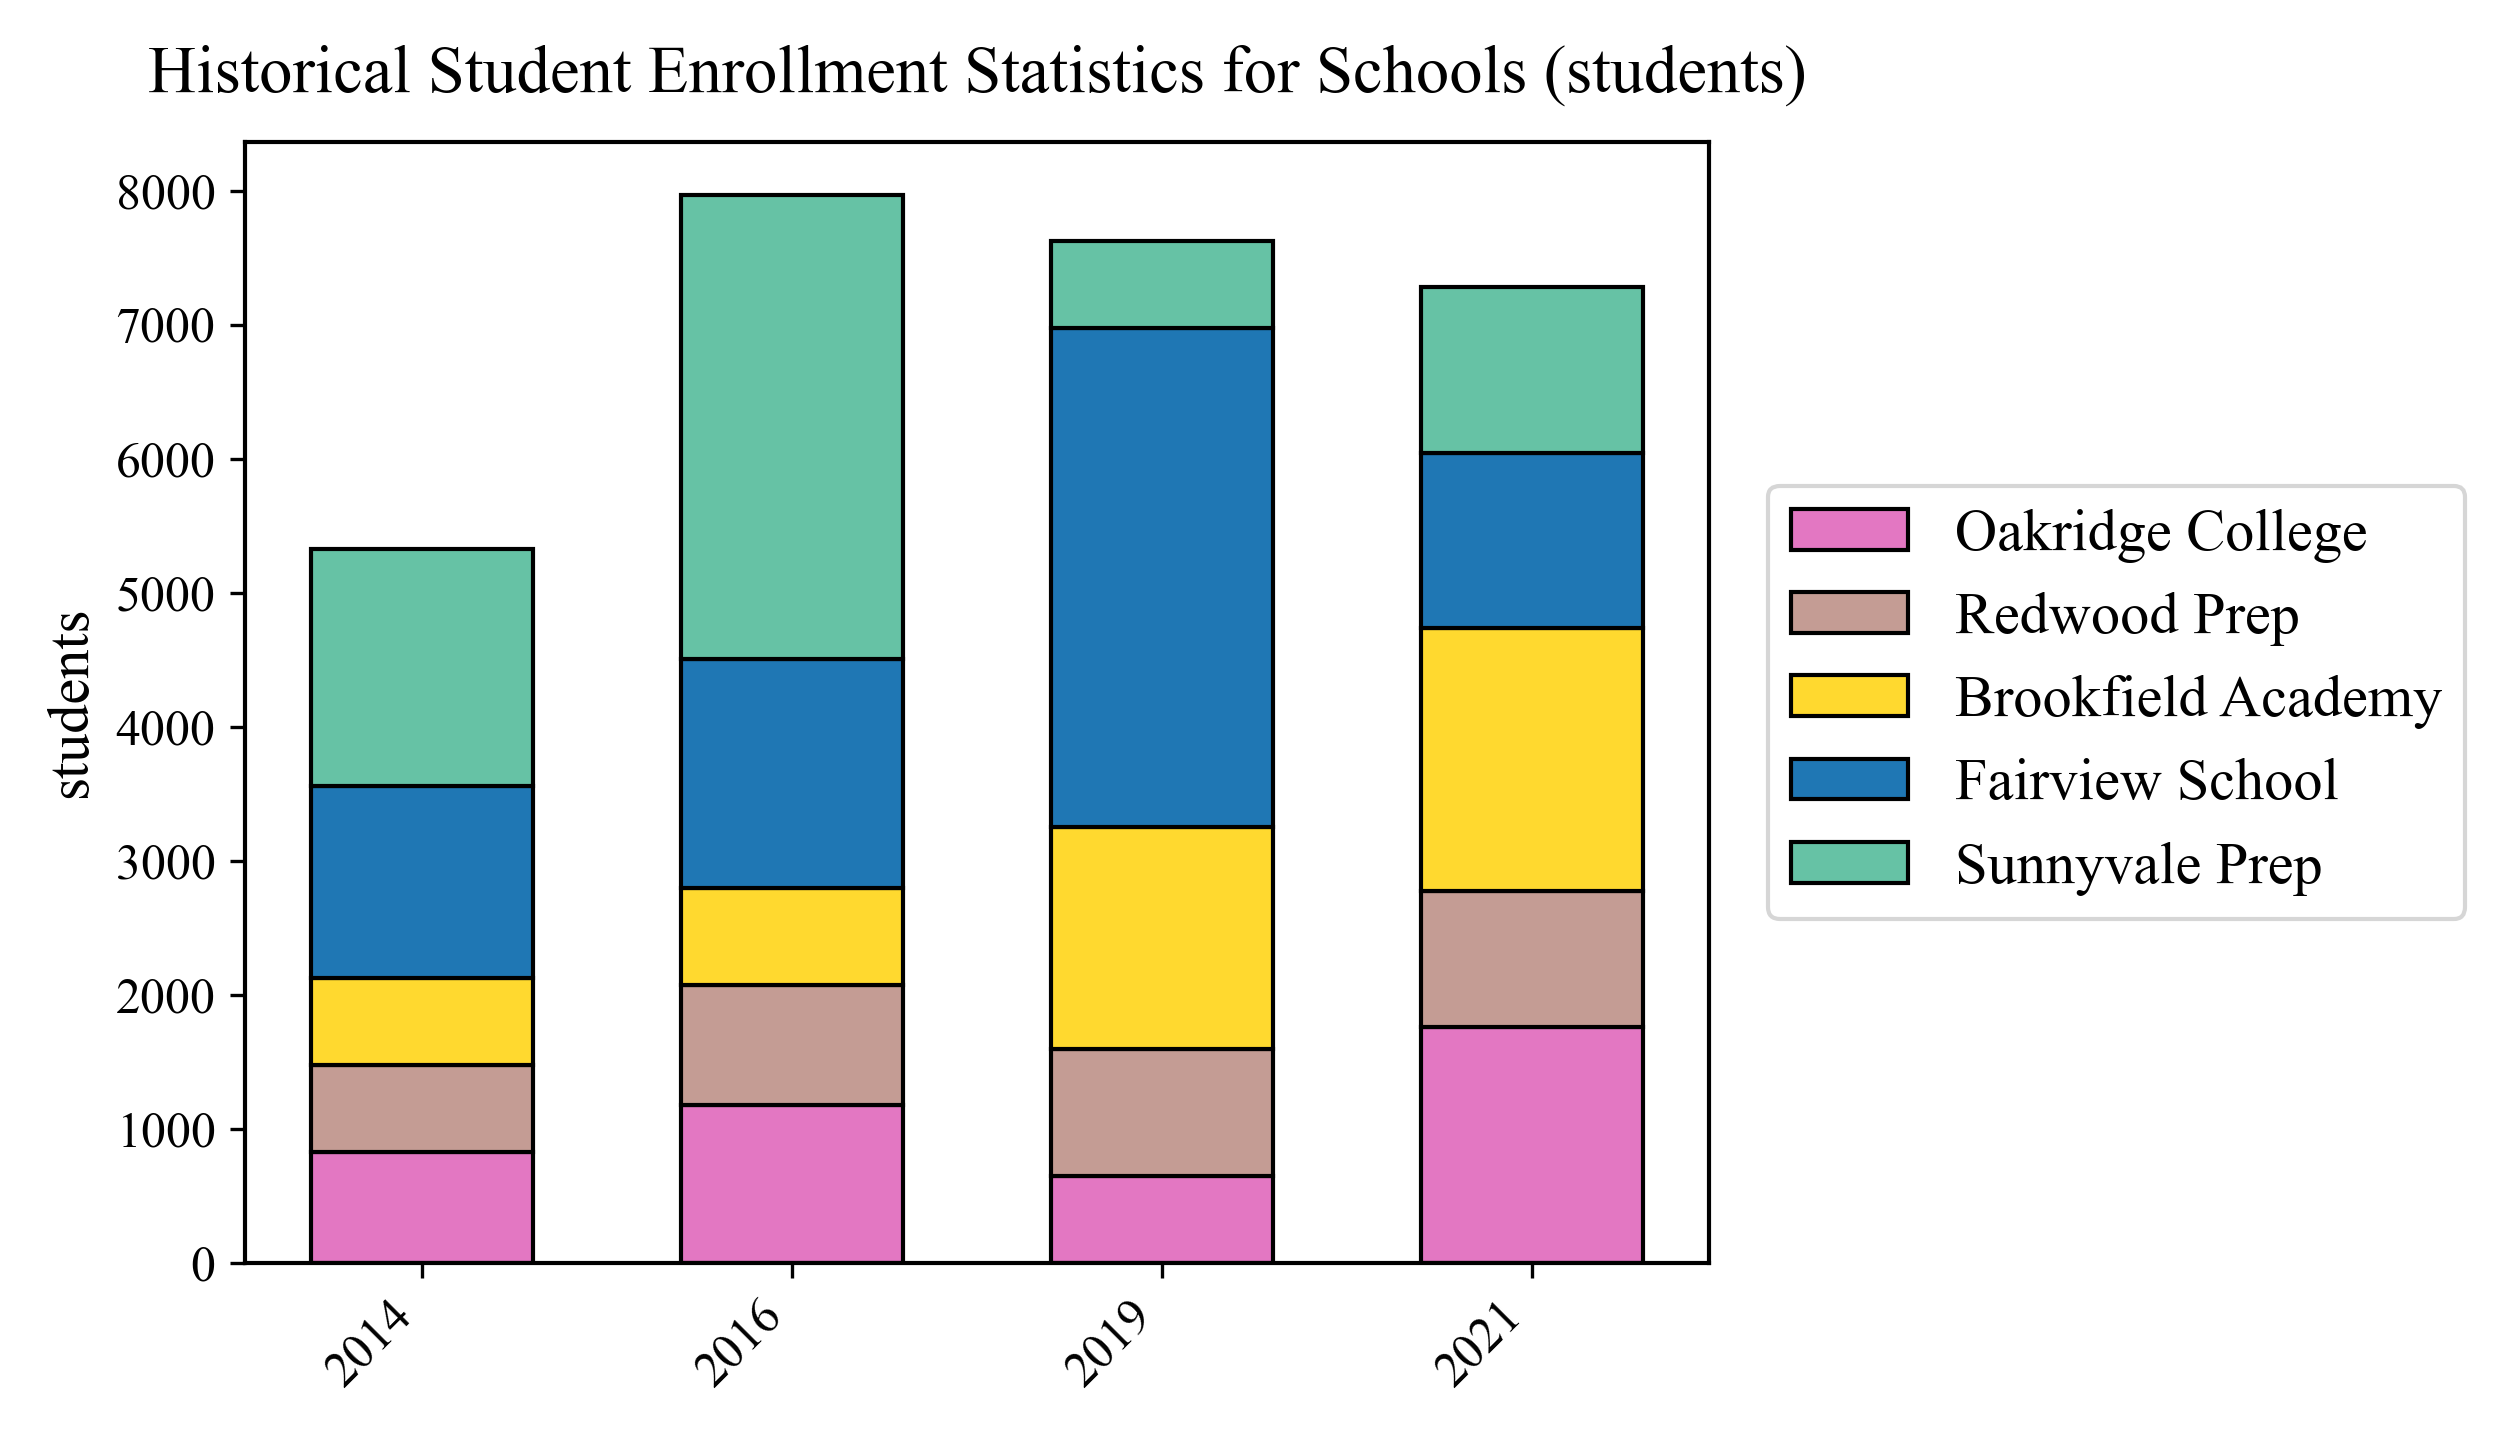 Historical Student Enrollment Statistics for Schools (students)
8000
7000
6000
5000
4000
3000
2000
1000
0
students
2014
2016
2019
2021
Oakridge College
Redwood Prep
Brookfield Academy
Fairview School
Sunnyvale Prep